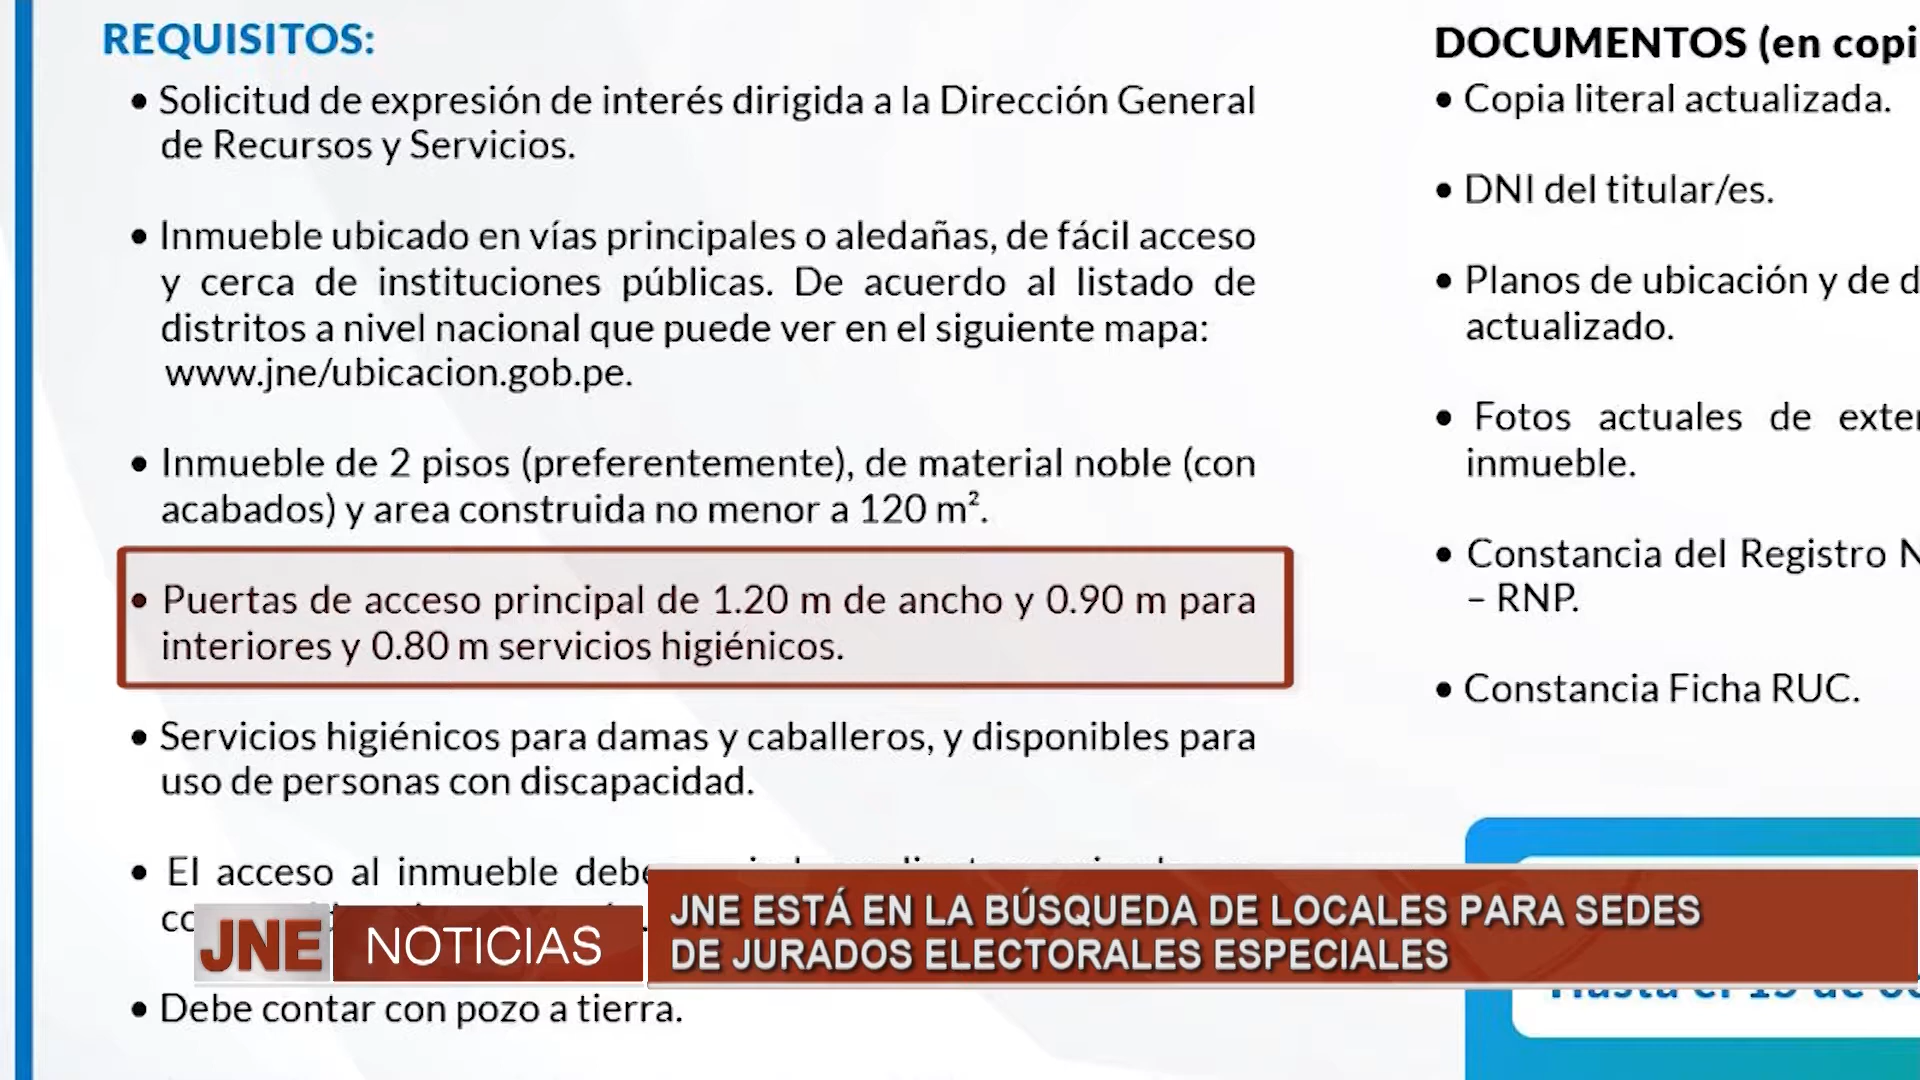 REQUISITOS:
• Solicitud de expresión de interés dirigida a la Dirección General
de Recursos y Servicios.
• Inmueble ubicado en vías principales o aledañas, de fácil acceso
y cerca de instituciones públicas. De acuerdo al listado de
distritos a nivel nacional que puede ver en el siguiente mapa:
www.jne/ubicacion.gob.pe.
• Inmueble de 2 pisos (preferentemente), de material noble (con
acabados) y area construida no menor a 120 m².
• Puertas de acceso principal de 1.20 m de ancho y 0.90 m para
interiores y 0.80 m servicios higiénicos.
• Servicios higiénicos para damas y caballeros, y disponibles para
uso de personas con discapacidad.
• El acceso al inmueble debe
• Debe contar con pozo a tierra.
DOCUMENTOS (en copi
• Copia literal actualizada.
• DNI del titular/es.
• Planos de ubicación y de d
actualizado.
• Fotos actuales de exter
inmueble.
• Constancia del Registro N
– RNP.
• Constancia Ficha RUC.
Hasta el 19 de
JNE NOTICIAS
JNE ESTÁ EN LA BÚSQUEDA DE LOCALES PARA SEDES
DE JURADOS ELECTORALES ESPECIALES